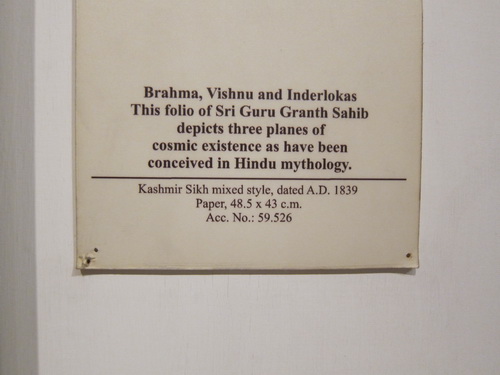 Brahma, Vishnu and Inderlokas
This folio of Sri Guru Granth Sahib
depicts three planes of
cosmic existence as have been
conceived in Hindu mythology.
Kashmir Sikh mixed style, dated A.D. 1839
Paper, 48.5 x 43 c.m.
Acc. No.: 59.526